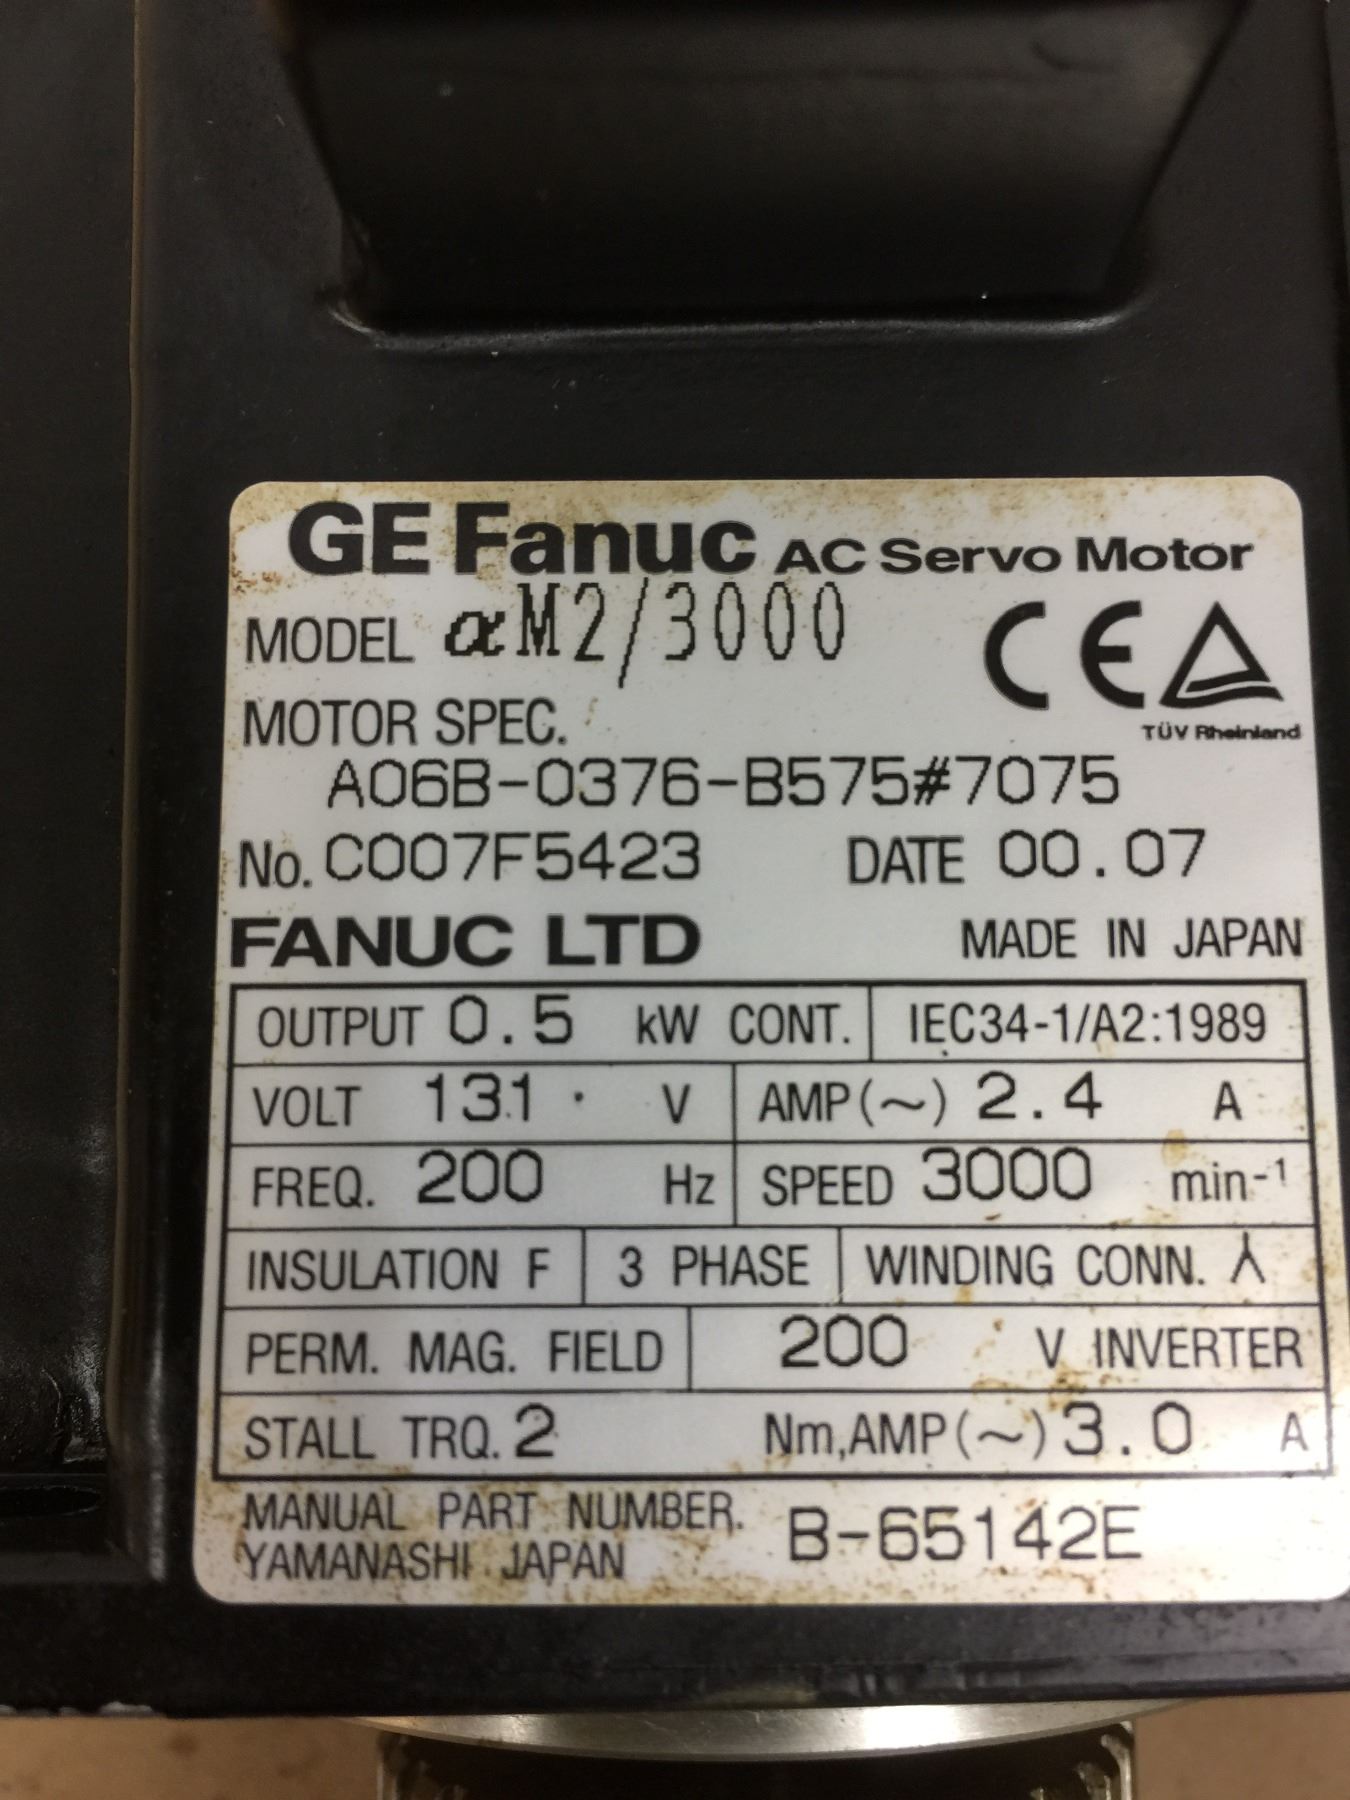 GE Fanuc AC Servo Motor
MODEL αM2/3000
CE
TÜV Rheinland
MOTOR SPEC.
A06B-0376-B575#7075
No. C007F5423 DATE 00.07
FANUC LTD MADE IN JAPAN
OUTPUT 0.5 kW CONT. IEC34-1/A2:1989
VOLT 131 V AMP(~) 2.4 A
FREQ. 200 Hz SPEED 3000 min-1
INSULATION F 3 PHASE WINDING CONN. ⅄
PERM. MAG. FIELD 200 V INVERTER
STALL TRQ. 2 Nm,AMP(~) 3.0 A
MANUAL PART NUMBER. B-65142E
YAMANASHI JAPAN